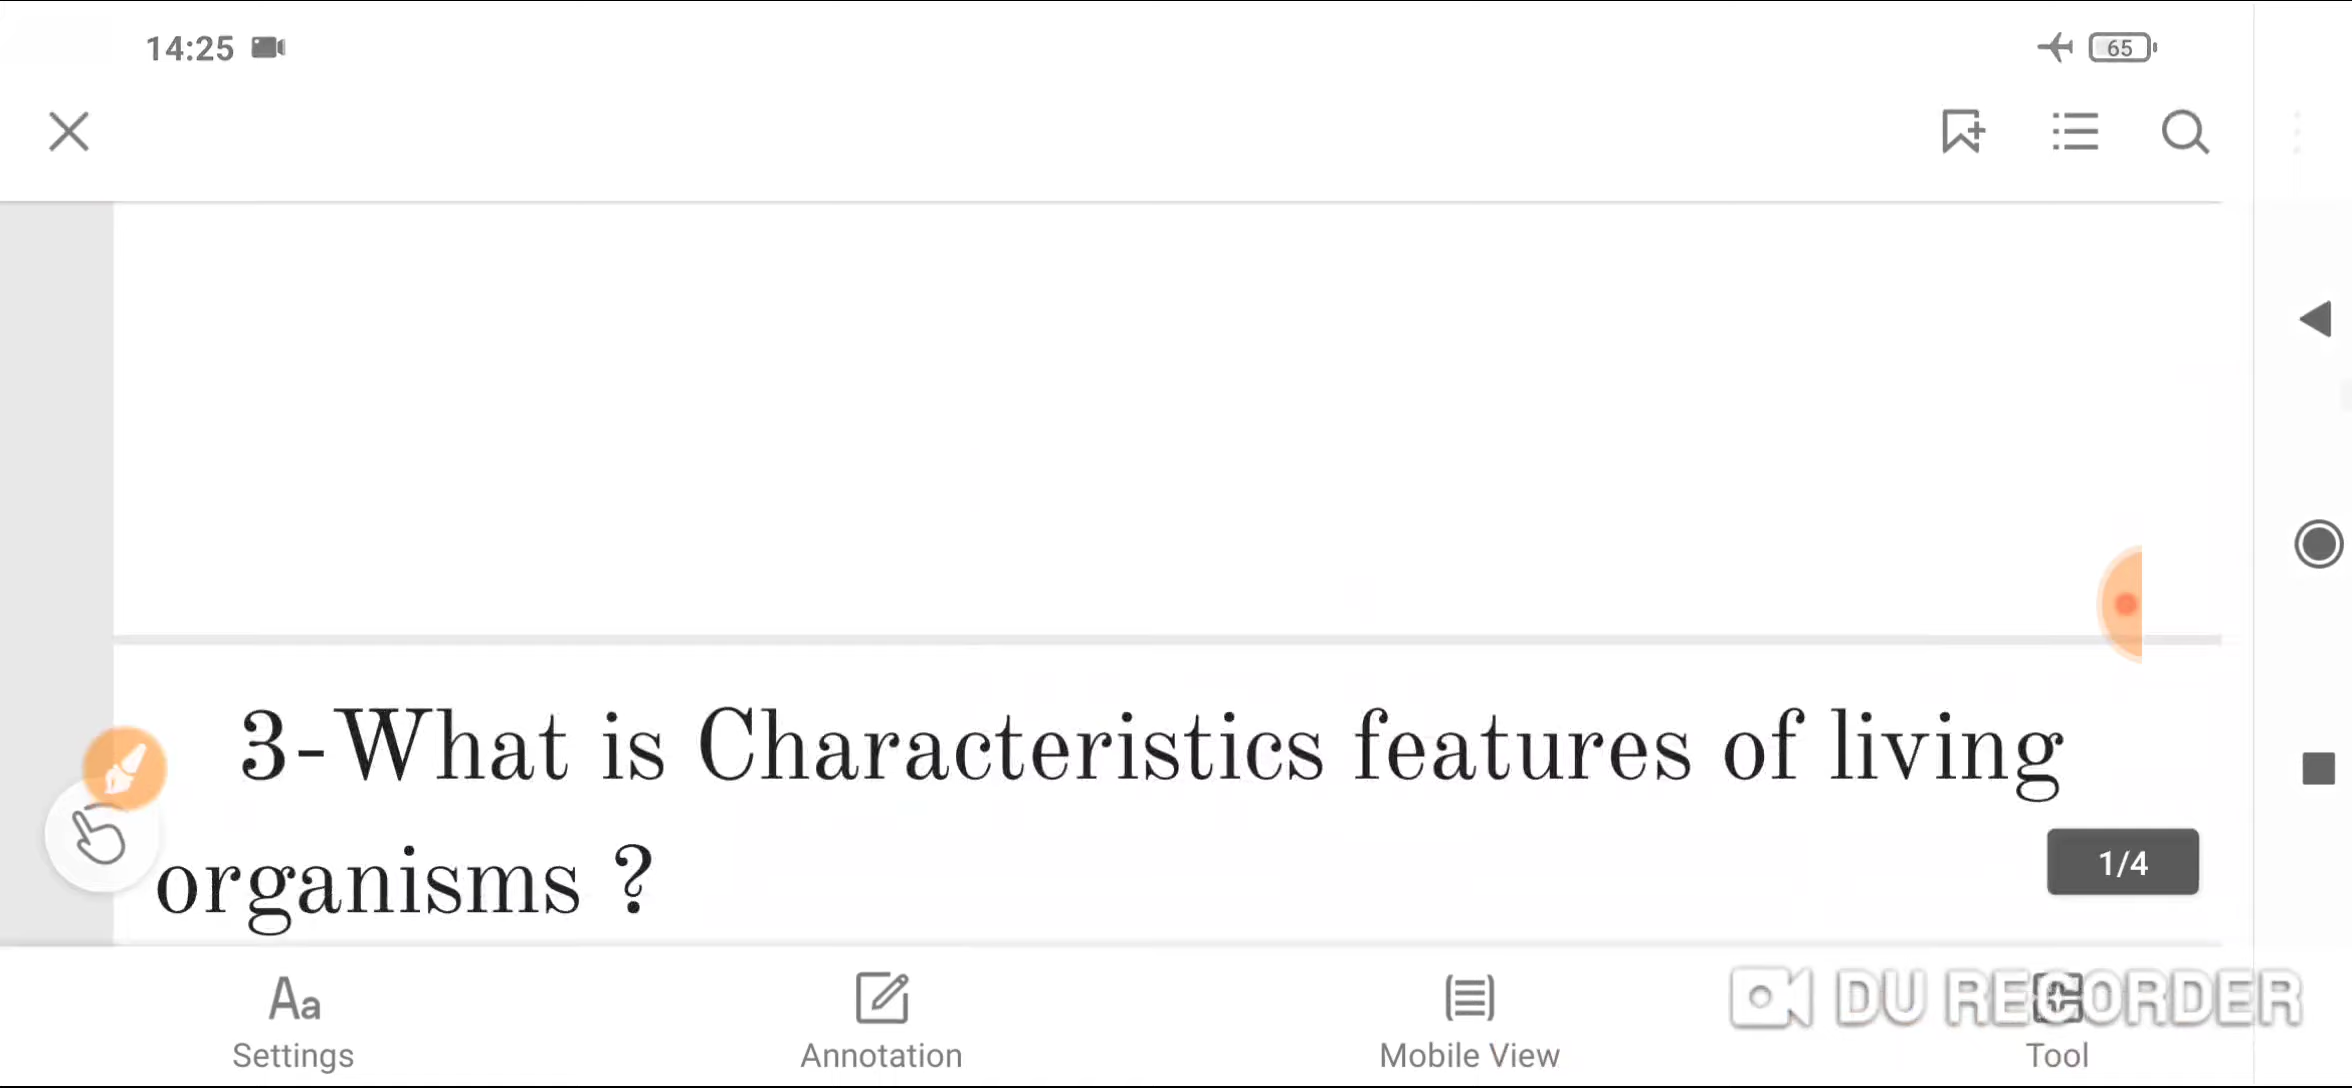 14:25
65
3-What is Characteristics features of living
organisms ?
1/4
Aa
Settings
Annotation
Mobile View
Tool
DU RECORDER